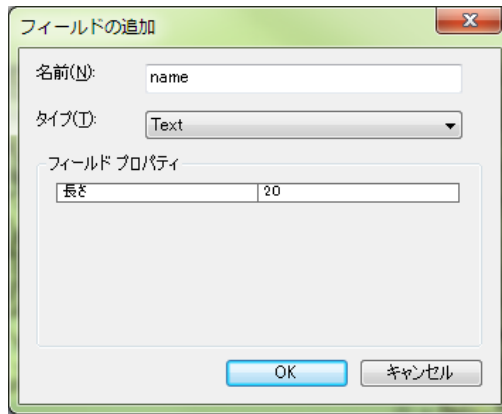 フィールドの追加
名前(N): name
タイプ(T): Text
フィールド プロパティ
長さ 20
OK キャンセル